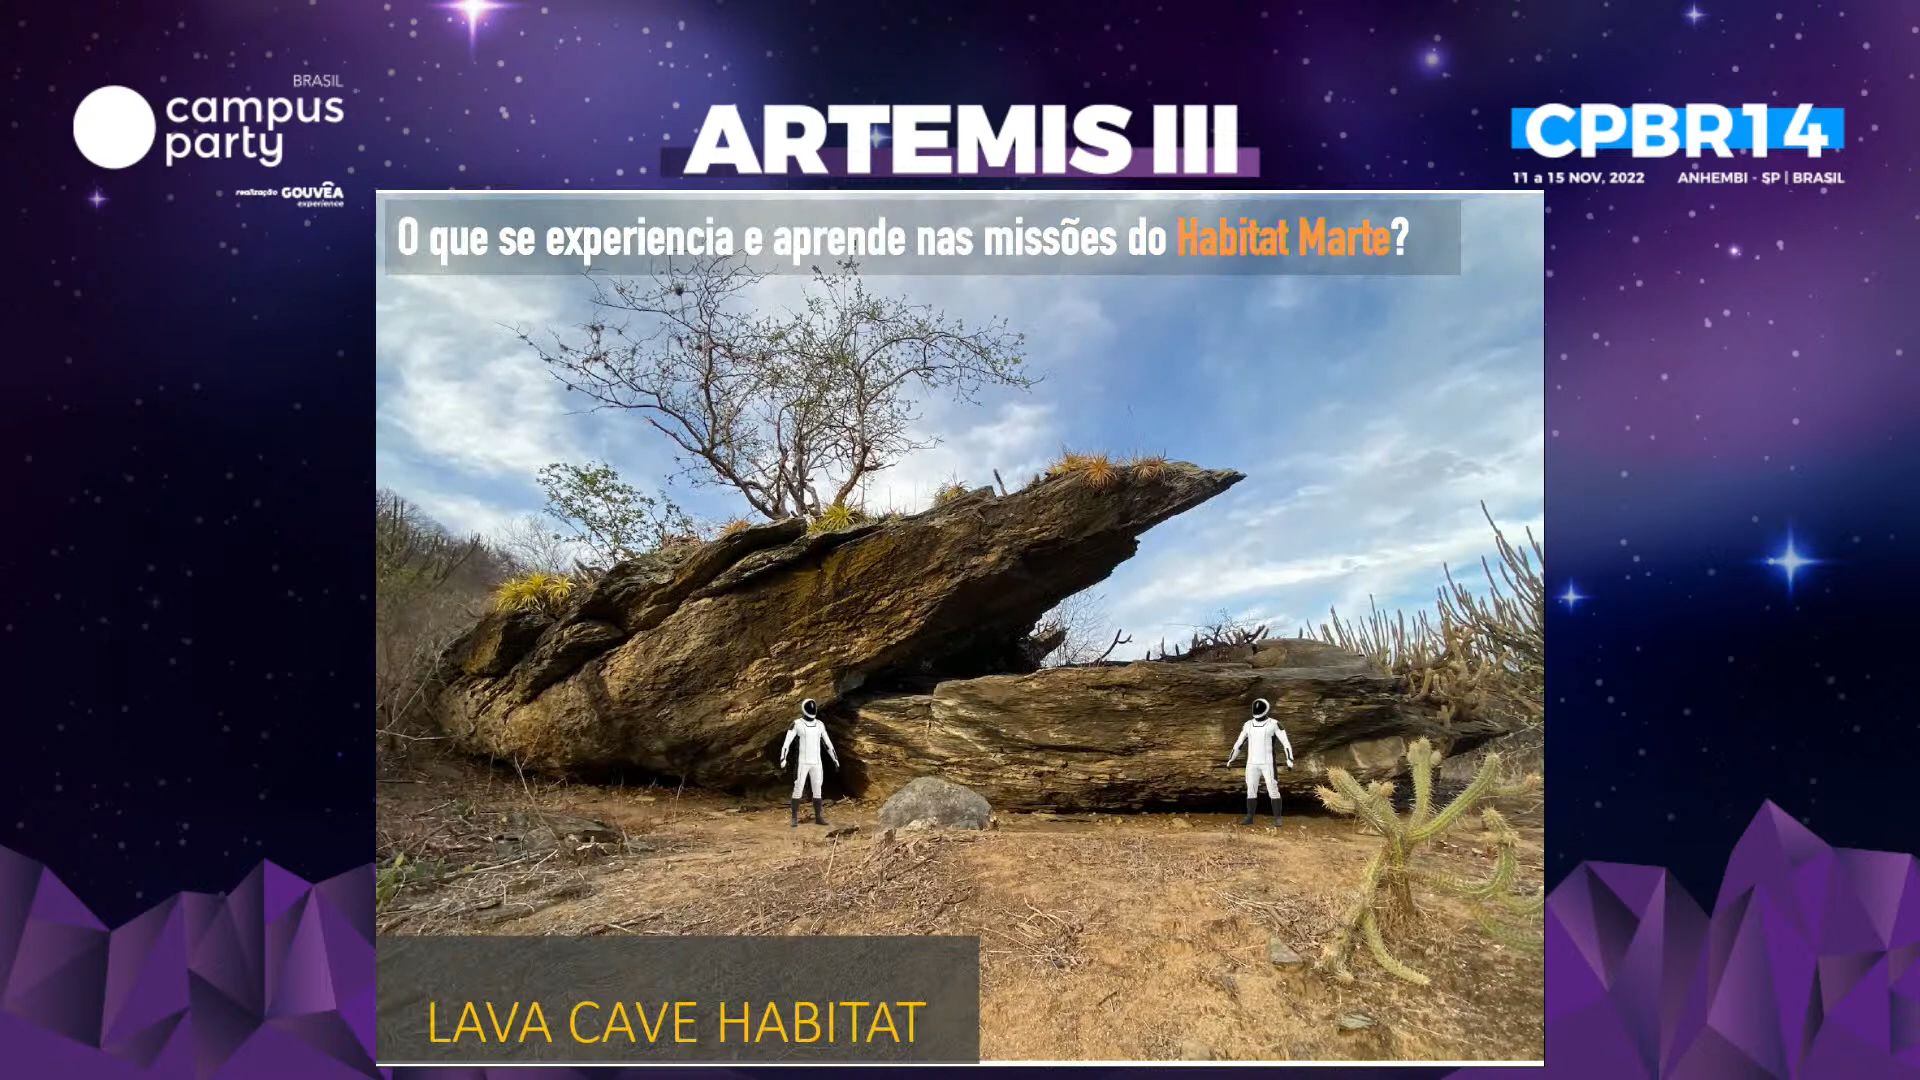 BRASIL
campus
party
realização GOUVÊA
experience
ARTEMIS III
CPBR14
11 a 15 NOV, 2022 ANHEMBI - SP | BRASIL
O que se experiencia e aprende nas missões do Habitat Marte?
LAVA CAVE HABITAT